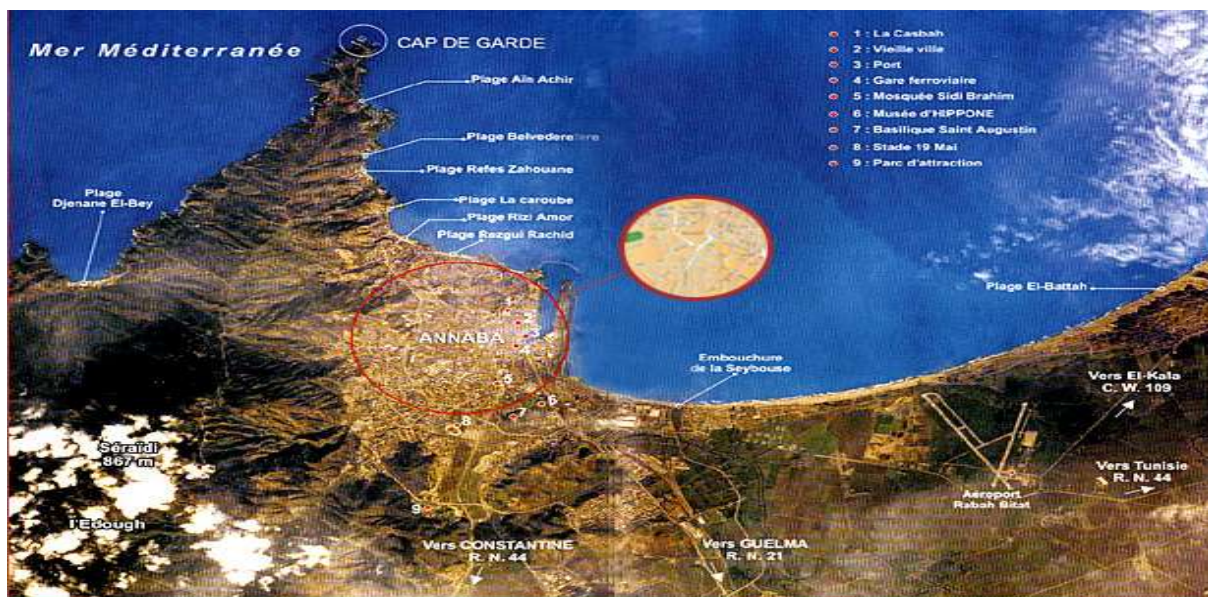 Mer Méditerranée
CAP DE GARDE
Plage Aïn Achir
Plage Belvedere
Plage Refes Zahouane
Plage La caroube
Plage Rizi Amor
Plage Rezgui Rachid
Plage
Djenane El-Bey
1 : La Casbah
2 : Vieille ville
3 : Port
4 : Gare ferroviaire
5 : Mosquée Sidi Brahim
6 : Musée d'HIPPONE
7 : Basilique Saint Augustin
8 : Stade 19 Mai
9 : Parc d'attraction
Plage El-Battah
1
2
3
ANNABA
4
5
6
7
8
9
Embouchure
de la Seybouse
Vers El-Kala
C. W. 109
Vers Tunisie
R. N. 44
Aéroport
Rabah Bitat
Séraïdi
867 m
l'Edough
Vers CONSTANTINE
R. N. 44
Vers GUELMA
R. N. 21